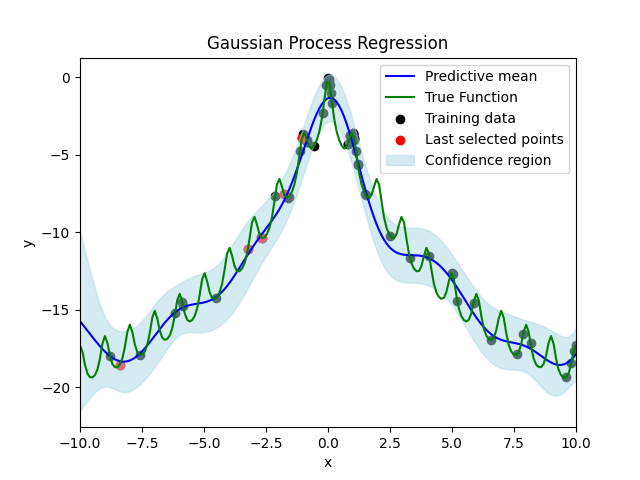 Gaussian Process Regression
Predictive mean
True Function
Training data
Last selected points
Confidence region
y
0
−5
−10
−15
−20
−10.0 −7.5 −5.0 −2.5 0.0 2.5 5.0 7.5 10.0
x